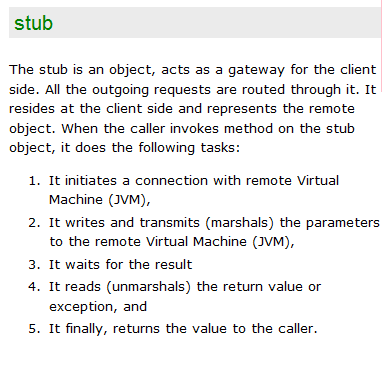 stub
The stub is an object, acts as a gateway for the client
side. All the outgoing requests are routed through it. It
resides at the client side and represents the remote
object. When the caller invokes method on the stub
object, it does the following tasks:
1. It initiates a connection with remote Virtual
Machine (JVM),
2. It writes and transmits (marshals) the parameters
to the remote Virtual Machine (JVM),
3. It waits for the result
4. It reads (unmarshals) the return value or
exception, and
5. It finally, returns the value to the caller.